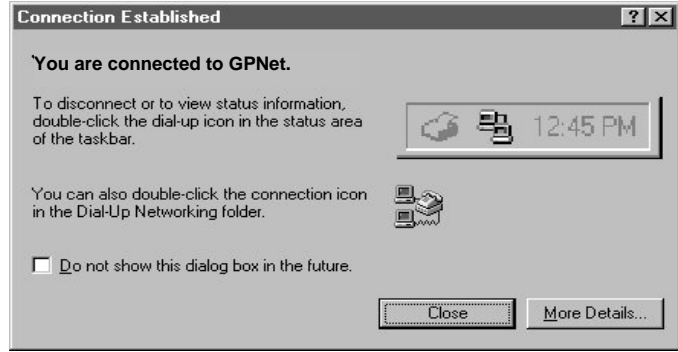 Connection Established
You are connected to GPNet.
To disconnect or to view status information,
double-click the dial-up icon in the status area
of the taskbar.
12:45 PM
You can also double-click the connection icon
in the Dial-Up Networking folder.
Do not show this dialog box in the future.
Close More Details...